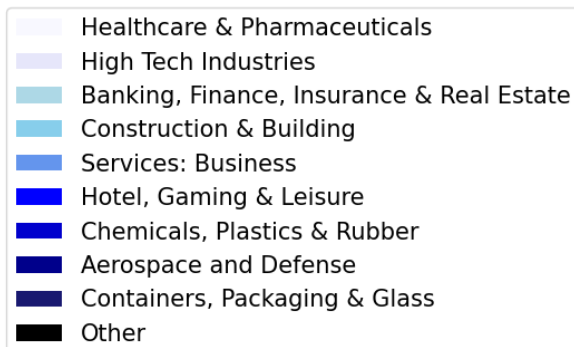 Healthcare & Pharmaceuticals
High Tech Industries
Banking, Finance, Insurance & Real Estate
Construction & Building
Services: Business
Hotel, Gaming & Leisure
Chemicals, Plastics & Rubber
Aerospace and Defense
Containers, Packaging & Glass
Other